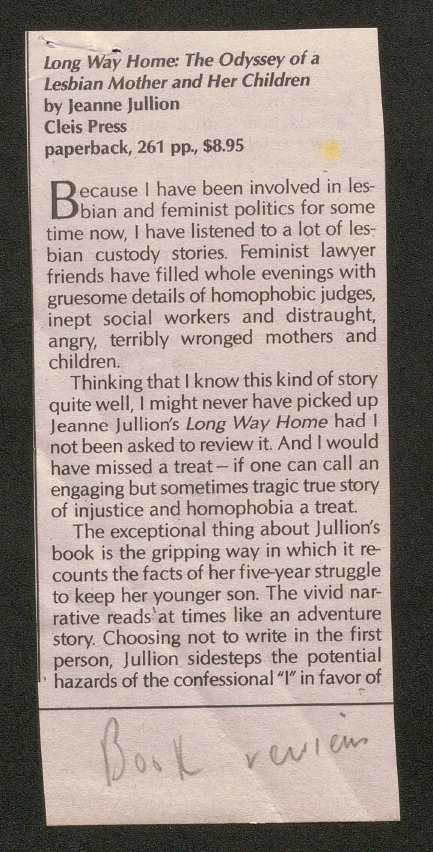 Long Way Home: The Odyssey of a
Lesbian Mother and Her Children
by Jeanne Jullion
Cleis Press
paperback, 261 pp., $8.95
Because I have been involved in les-
bian and feminist politics for some
time now, I have listened to a lot of les-
bian custody stories. Feminist lawyer
friends have filled whole evenings with
gruesome details of homophobic judges,
inept social workers and distraught,
angry, terribly wronged mothers and
children.
Thinking that I know this kind of story
quite well, I might never have picked up
Jeanne Jullion's Long Way Home had I
not been asked to review it. And I would
have missed a treat – if one can call an
engaging but sometimes tragic true story
of injustice and homophobia a treat.
The exceptional thing about Jullion's
book is the gripping way in which it re-
counts the facts of her five-year struggle
to keep her younger son. The vivid nar-
rative reads at times like an adventure
story. Choosing not to write in the first
person, Jullion sidesteps the potential
hazards of the confessional "I" in favor of
Book review